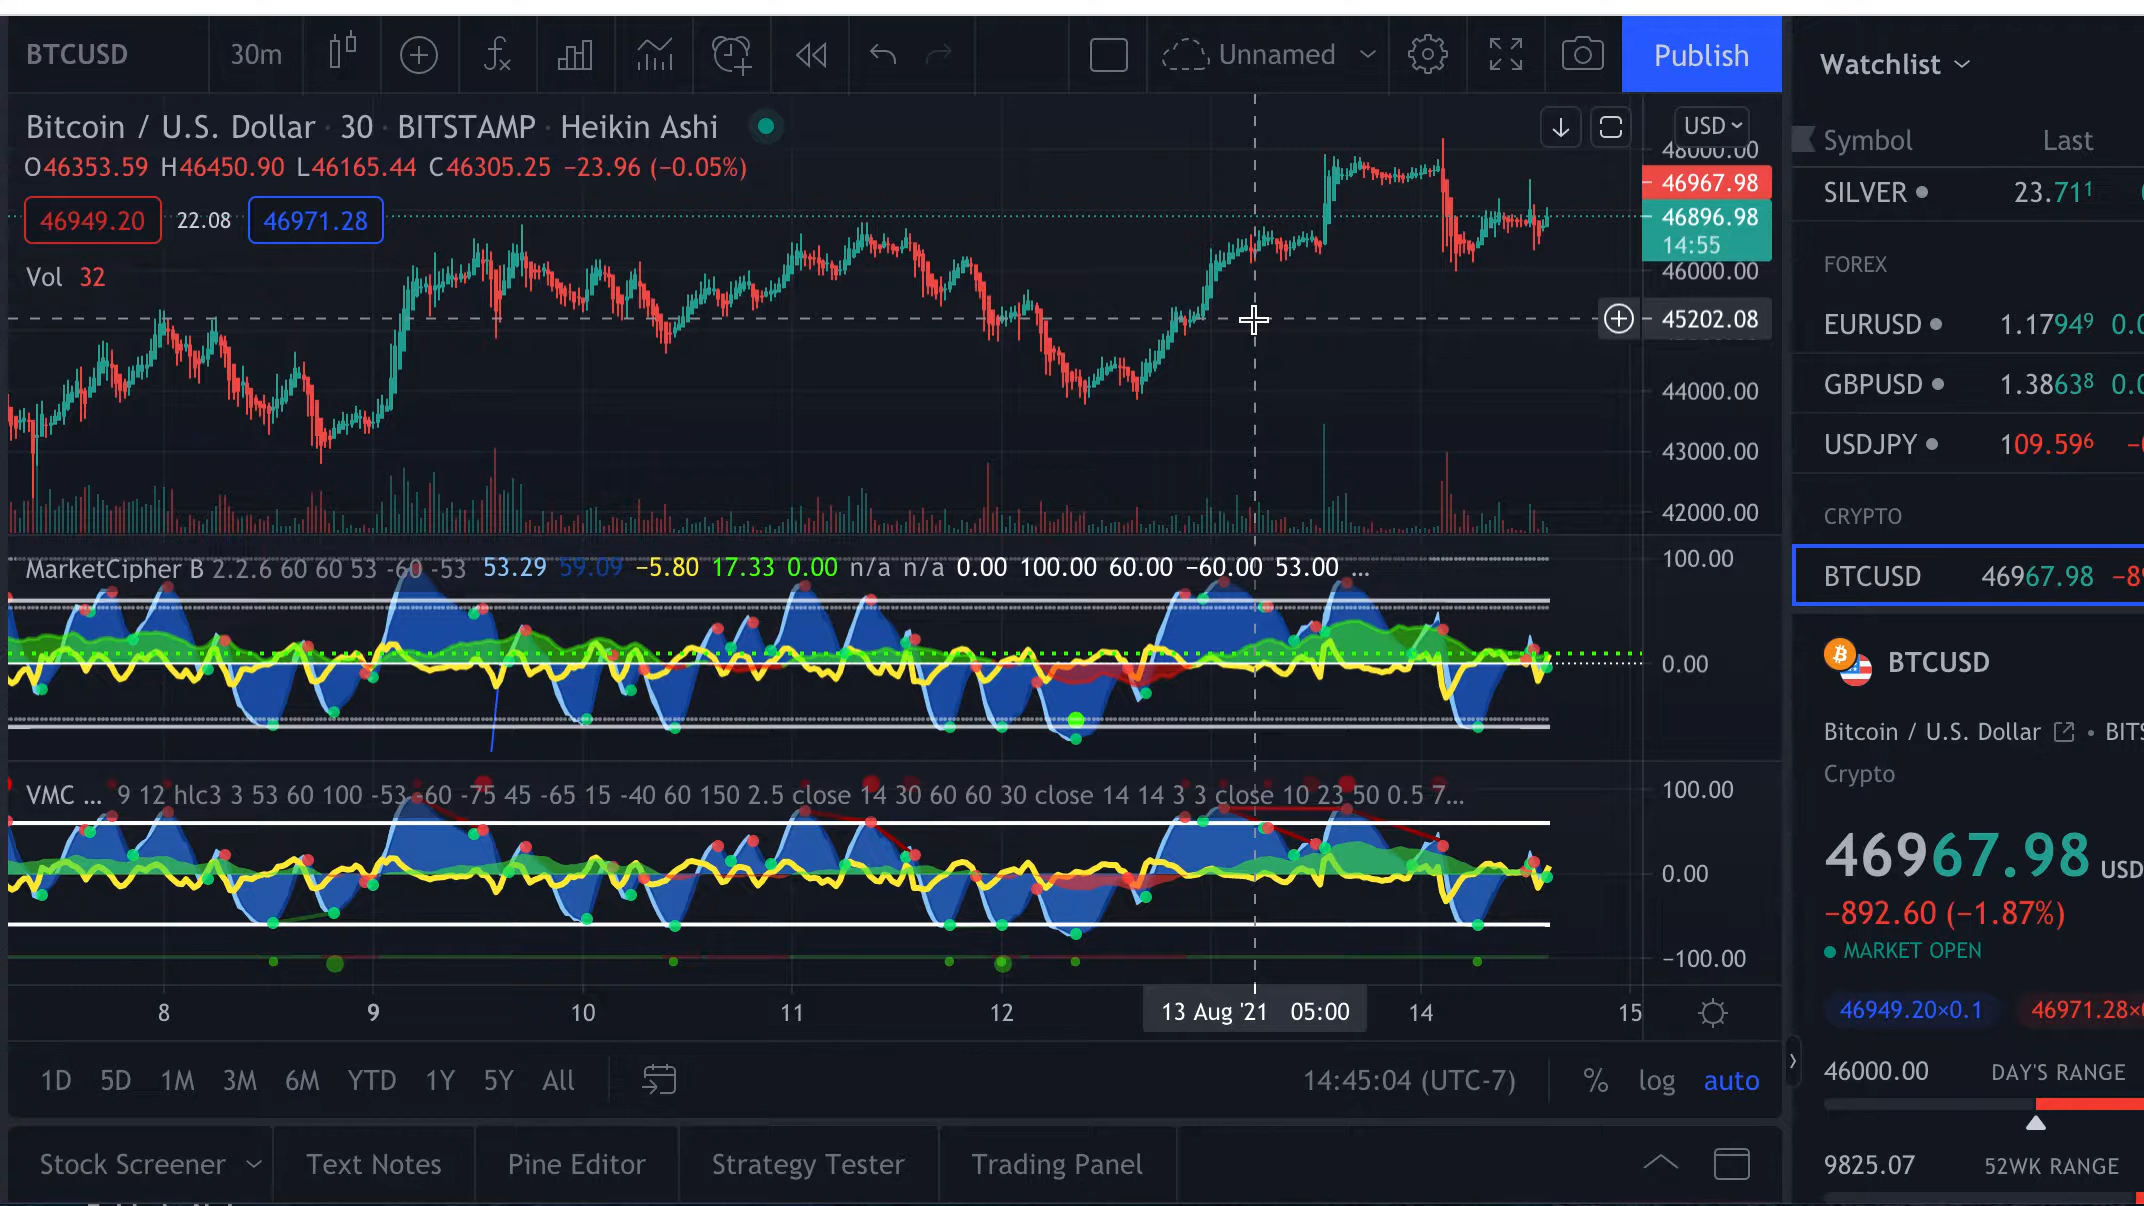 BTCUSD 30m Unnamed Publish
Bitcoin / U.S. Dollar · 30 · BITSTAMP · Heikin Ashi
O46353.59 H46450.90 L46165.44 C46305.25 −23.96 (−0.05%)
46949.20 22.08 46971.28
Vol 32
USD
48000.00
46967.98
46896.98
14:55
46000.00
45202.08
44000.00
43000.00
42000.00
MarketCipher B 2.2.6 60 60 53 -60 -53 53.29 59.09 −5.80 17.33 0.00 n/a n/a 0.00 100.00 60.00 −60.00 53.00 ...
100.00
0.00
VMC ... 9 12 hlc3 3 53 60 100 -53 -60 -75 45 -65 15 -40 60 150 2.5 close 14 30 60 60 30 close 14 14 3 3 close 10 23 50 0.5 7...
100.00
0.00
−100.00
8 9 10 11 12 13 Aug '21 05:00 14 15
1D 5D 1M 3M 6M YTD 1Y 5Y All 14:45:04 (UTC-7) % log auto
Stock Screener Text Notes Pine Editor Strategy Tester Trading Panel
Watchlist
Symbol Last
SILVER 23.711
FOREX
EURUSD 1.17949 0.0
GBPUSD 1.38638 0.0
USDJPY 109.596
CRYPTO
BTCUSD 46967.98 −89
BTCUSD
Bitcoin / U.S. Dollar • BITS
Crypto
46967.98 USD
−892.60 (−1.87%)
MARKET OPEN
46949.20×0.1 46971.28×
46000.00 DAY'S RANGE
9825.07 52WK RANGE